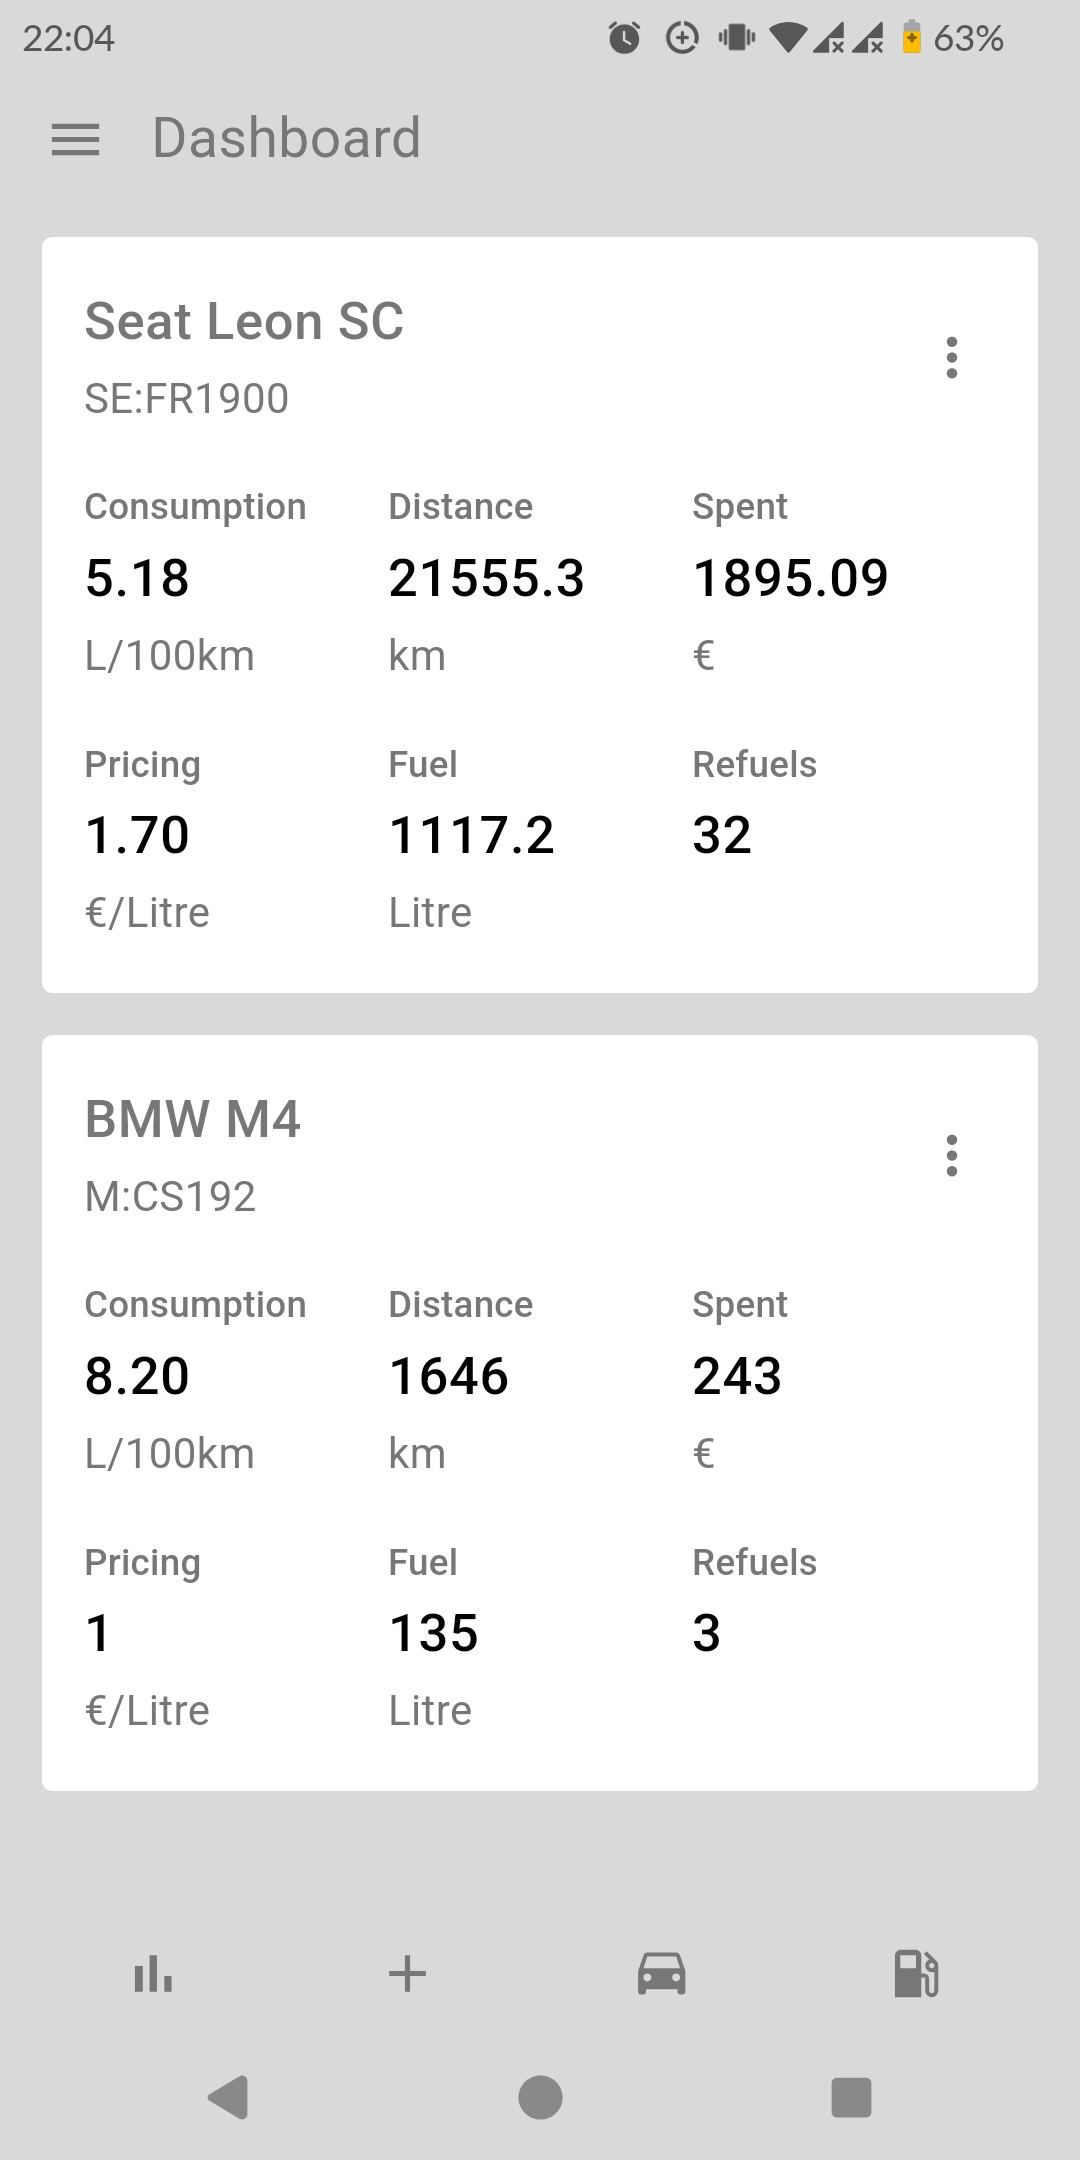 22:04 63%
Dashboard
Seat Leon SC
SE:FR1900
Consumption Distance Spent
5.18 21555.3 1895.09
L/100km km €
Pricing Fuel Refuels
1.70 1117.2 32
€/Litre Litre
BMW M4
M:CS192
Consumption Distance Spent
8.20 1646 243
L/100km km €
Pricing Fuel Refuels
1 135 3
€/Litre Litre